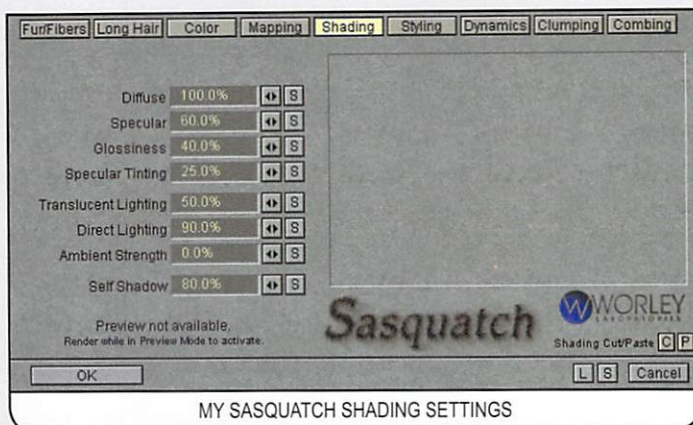 Fur/Fibers Long Hair Color Mapping Shading Styling Dynamics Clumping Combing
Diffuse 100.0% S
Specular 60.0% S
Glossiness 40.0% S
Specular Tinting 25.0% S
Translucent Lighting 50.0% S
Direct Lighting 90.0% S
Ambient Strength 0.0% S
Self Shadow 80.0% S
Preview not available.
Render while in Preview Mode to activate.
Sasquatch
W WORLEY
LABORATORIES
Shading Cut/Paste C P
OK L S Cancel
MY SASQUATCH SHADING SETTINGS